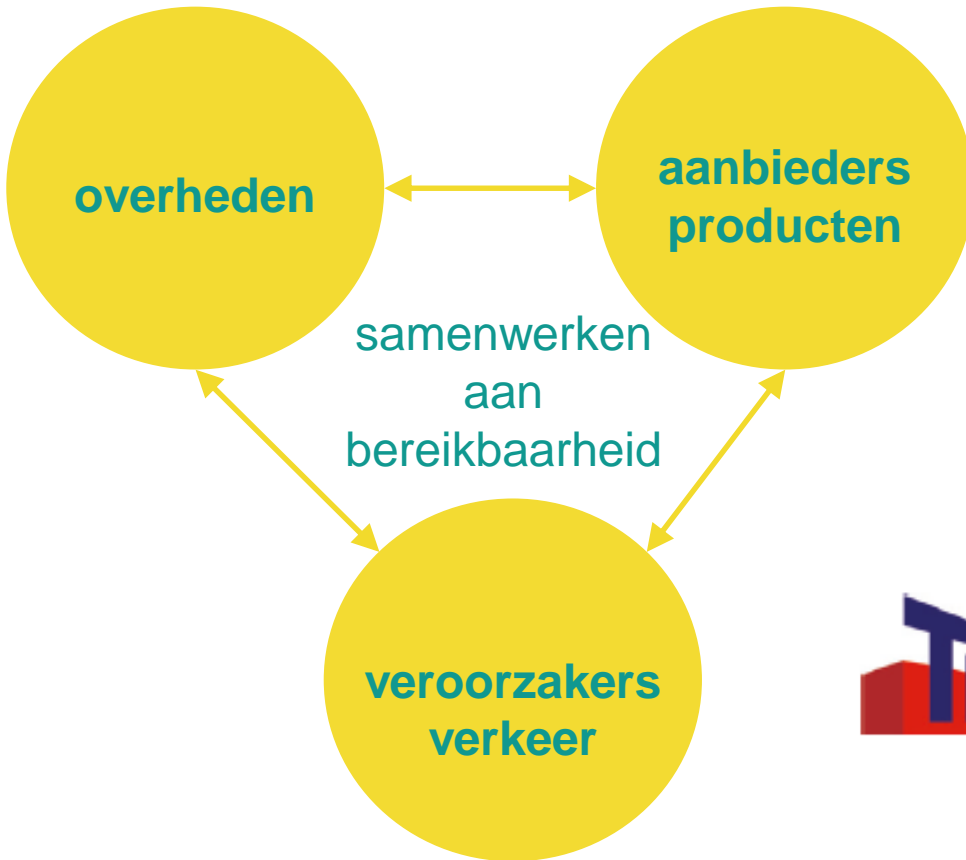 overheden
aanbieders
producten
samenwerken
aan
bereikbaarheid
veroorzakers
verkeer